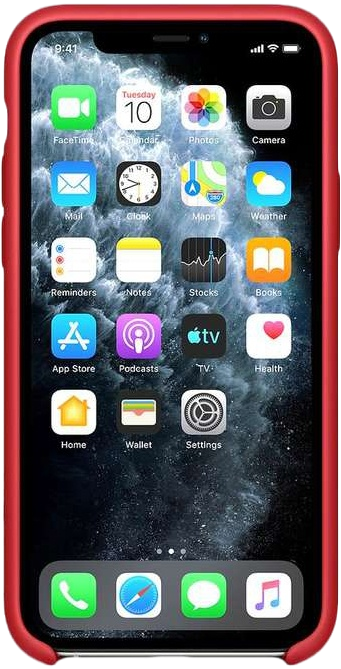 9:41
Tuesday
10
FaceTime Calendar Photos Camera
280
Mail Clock Maps Weather
Reminders Notes Stocks Books
tv
App Store Podcasts TV Health
Home Wallet Settings